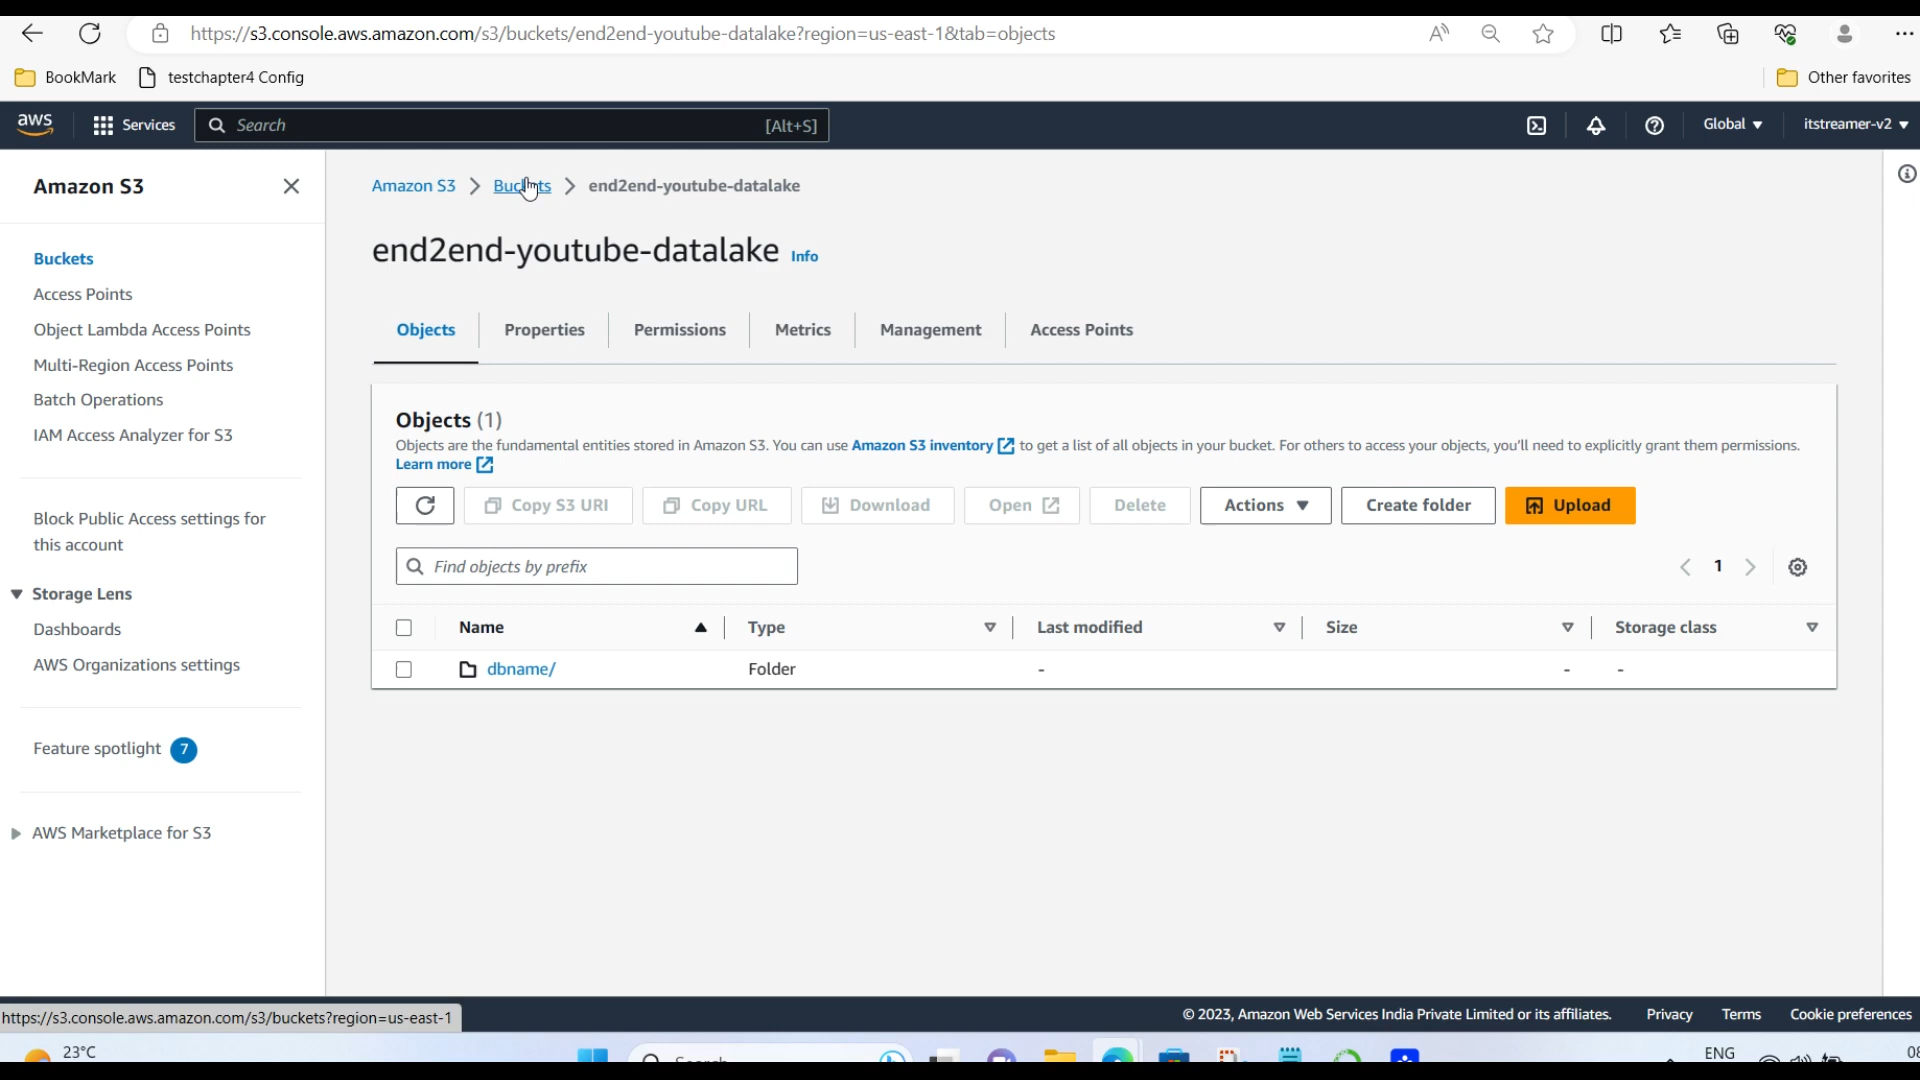 https://s3.console.aws.amazon.com/s3/buckets/end2end-youtube-datalake?region=us-east-1&tab=objects
BookMark testchapter4 Config Other favorites
aws Services Search [Alt+S] Global itstreamer-v2
Amazon S3
Buckets
Access Points
Object Lambda Access Points
Multi-Region Access Points
Batch Operations
IAM Access Analyzer for S3
Block Public Access settings for
this account
Storage Lens
Dashboards
AWS Organizations settings
Feature spotlight 7
AWS Marketplace for S3
Amazon S3 Buckets end2end-youtube-datalake
end2end-youtube-datalake Info
Objects Properties Permissions Metrics Management Access Points
Objects (1)
Objects are the fundamental entities stored in Amazon S3. You can use Amazon S3 inventory to get a list of all objects in your bucket. For others to access your objects, you'll need to explicitly grant them permissions.
Learn more
Copy S3 URI Copy URL Download Open Delete Actions Create folder Upload
Find objects by prefix 1
Name Type Last modified Size Storage class
dbname/ Folder - - -
https://s3.console.aws.amazon.com/s3/buckets?region=us-east-1 © 2023, Amazon Web Services India Private Limited or its affiliates. Privacy Terms Cookie preferences
23°C Search ENG